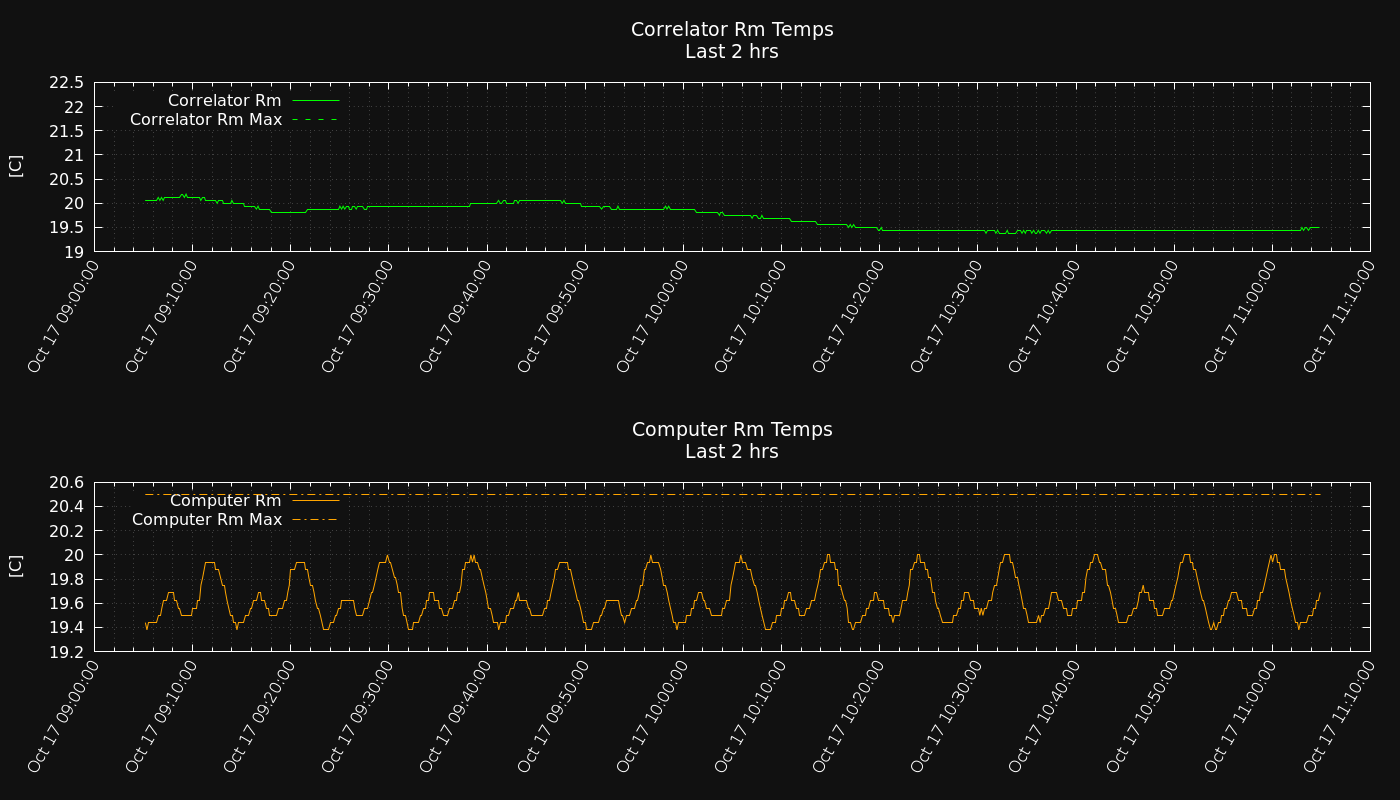 Correlator Rm Temps
Last 2 hrs
22.5
22
21.5
21
20.5
20
19.5
19
[C]
Correlator Rm
Correlator Rm Max
Oct 17 09:00:00
Oct 17 09:10:00
Oct 17 09:20:00
Oct 17 09:30:00
Oct 17 09:40:00
Oct 17 09:50:00
Oct 17 10:00:00
Oct 17 10:10:00
Oct 17 10:20:00
Oct 17 10:30:00
Oct 17 10:40:00
Oct 17 10:50:00
Oct 17 11:00:00
Oct 17 11:10:00
Computer Rm Temps
Last 2 hrs
20.6
20.4
20.2
20
19.8
19.6
19.4
19.2
[C]
Computer Rm
Computer Rm Max
Oct 17 09:00:00
Oct 17 09:10:00
Oct 17 09:20:00
Oct 17 09:30:00
Oct 17 09:40:00
Oct 17 09:50:00
Oct 17 10:00:00
Oct 17 10:10:00
Oct 17 10:20:00
Oct 17 10:30:00
Oct 17 10:40:00
Oct 17 10:50:00
Oct 17 11:00:00
Oct 17 11:10:00